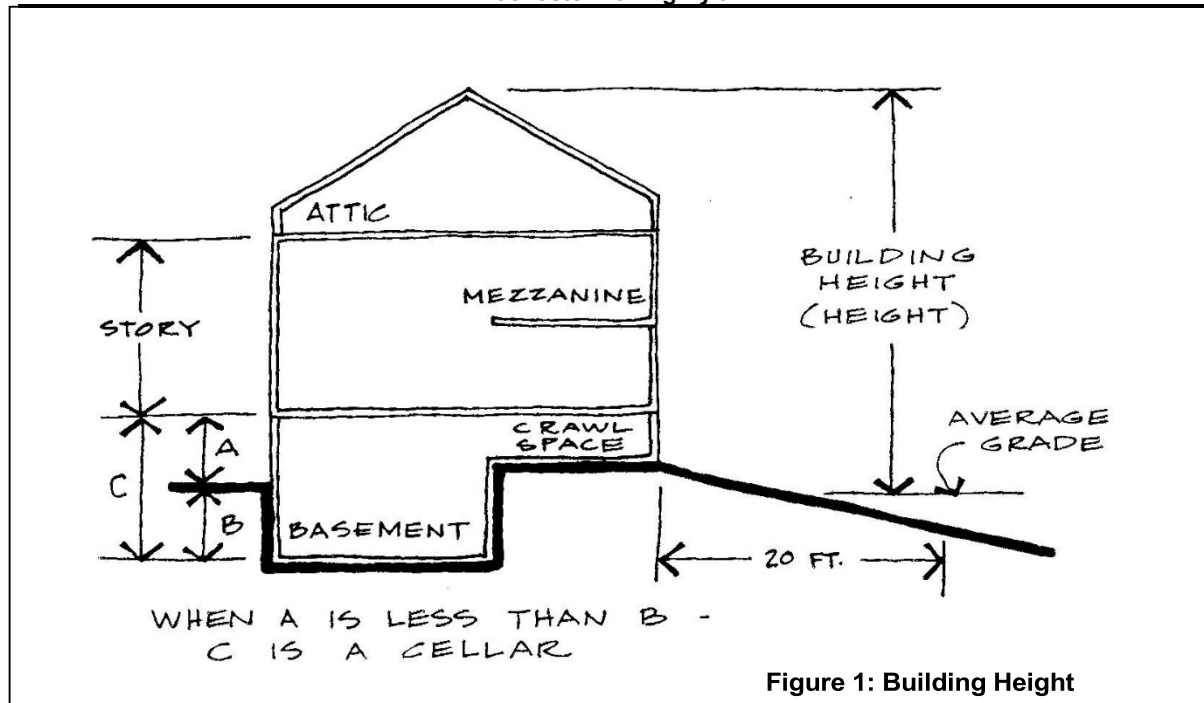 ATTIC
BUILDING
HEIGHT
(HEIGHT)
MEZZANINE
STORY
AVERAGE
GRADE
CRAWL
SPACE
A
C
B
BASEMENT
20 FT.
WHEN A IS LESS THAN B -
C IS A CELLAR
Figure 1: Building Height